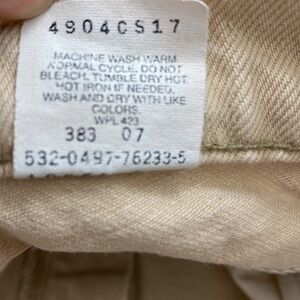 4904CS17
MACHINE WASH WARM
NORMAL CYCLE. DO NOT
BLEACH. TUMBLE DRY HOT.
HOT IRON IF NEEDED.
WASH AND DRY WITH LIKE
COLORS.
WPL 423
383 07
532-0497-76233-5